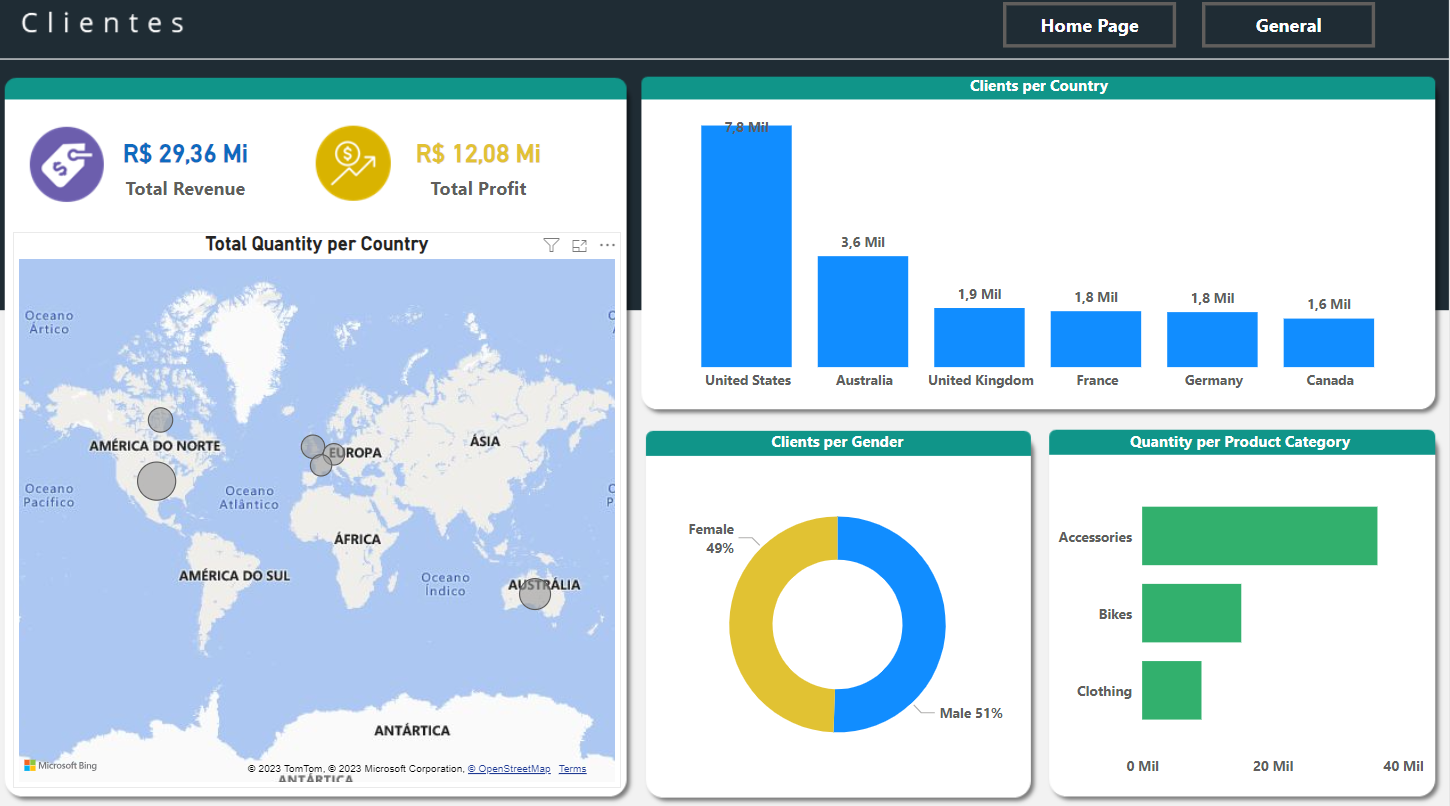 Clientes
Home Page
General
R$ 29,36 Mi
Total Revenue
R$ 12,08 Mi
Total Profit
Total Quantity per Country
Oceano
Ártico
AMÉRICA DO NORTE
EUROPA
ÁSIA
Oceano
Pacífico
Oceano
Atlântico
O
P
ÁFRICA
AMÉRICA DO SUL
Oceano
Índico
AUSTRÁLIA
ANTÁRTICA
Microsoft Bing
© 2023 TomTom, © 2023 Microsoft Corporation, © OpenStreetMap Terms
ANTÁRTICA
Clients per Country
7,8 Mil
3,6 Mil
1,9 Mil
1,8 Mil
1,8 Mil
1,6 Mil
United States
Australia
United Kingdom
France
Germany
Canada
Clients per Gender
Female
49%
Male 51%
Quantity per Product Category
Accessories
Bikes
Clothing
0 Mil
20 Mil
40 Mil